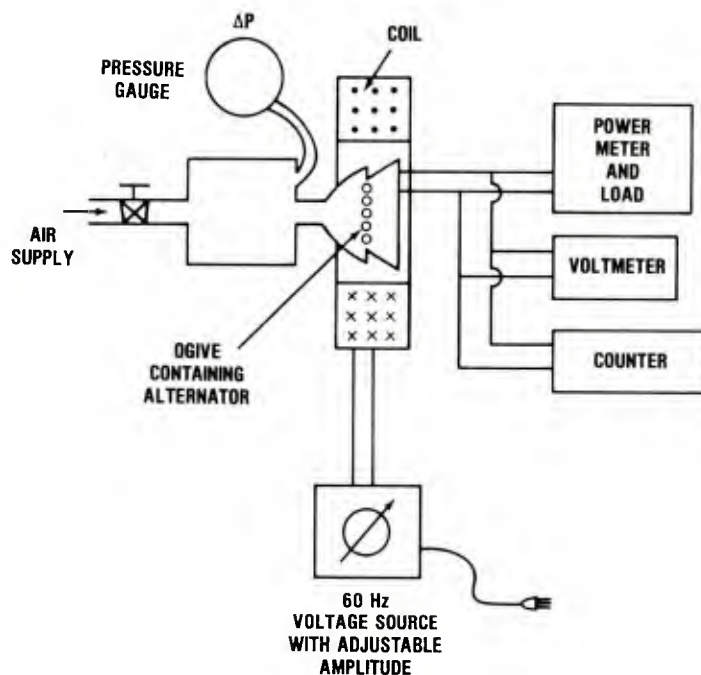 ΔP
PRESSURE
GAUGE
COIL
POWER
METER
AND
LOAD
AIR
SUPPLY
VOLTMETER
COUNTER
OGIVE
CONTAINING
ALTERNATOR
60 Hz
VOLTAGE SOURCE
WITH ADJUSTABLE
AMPLITUDE